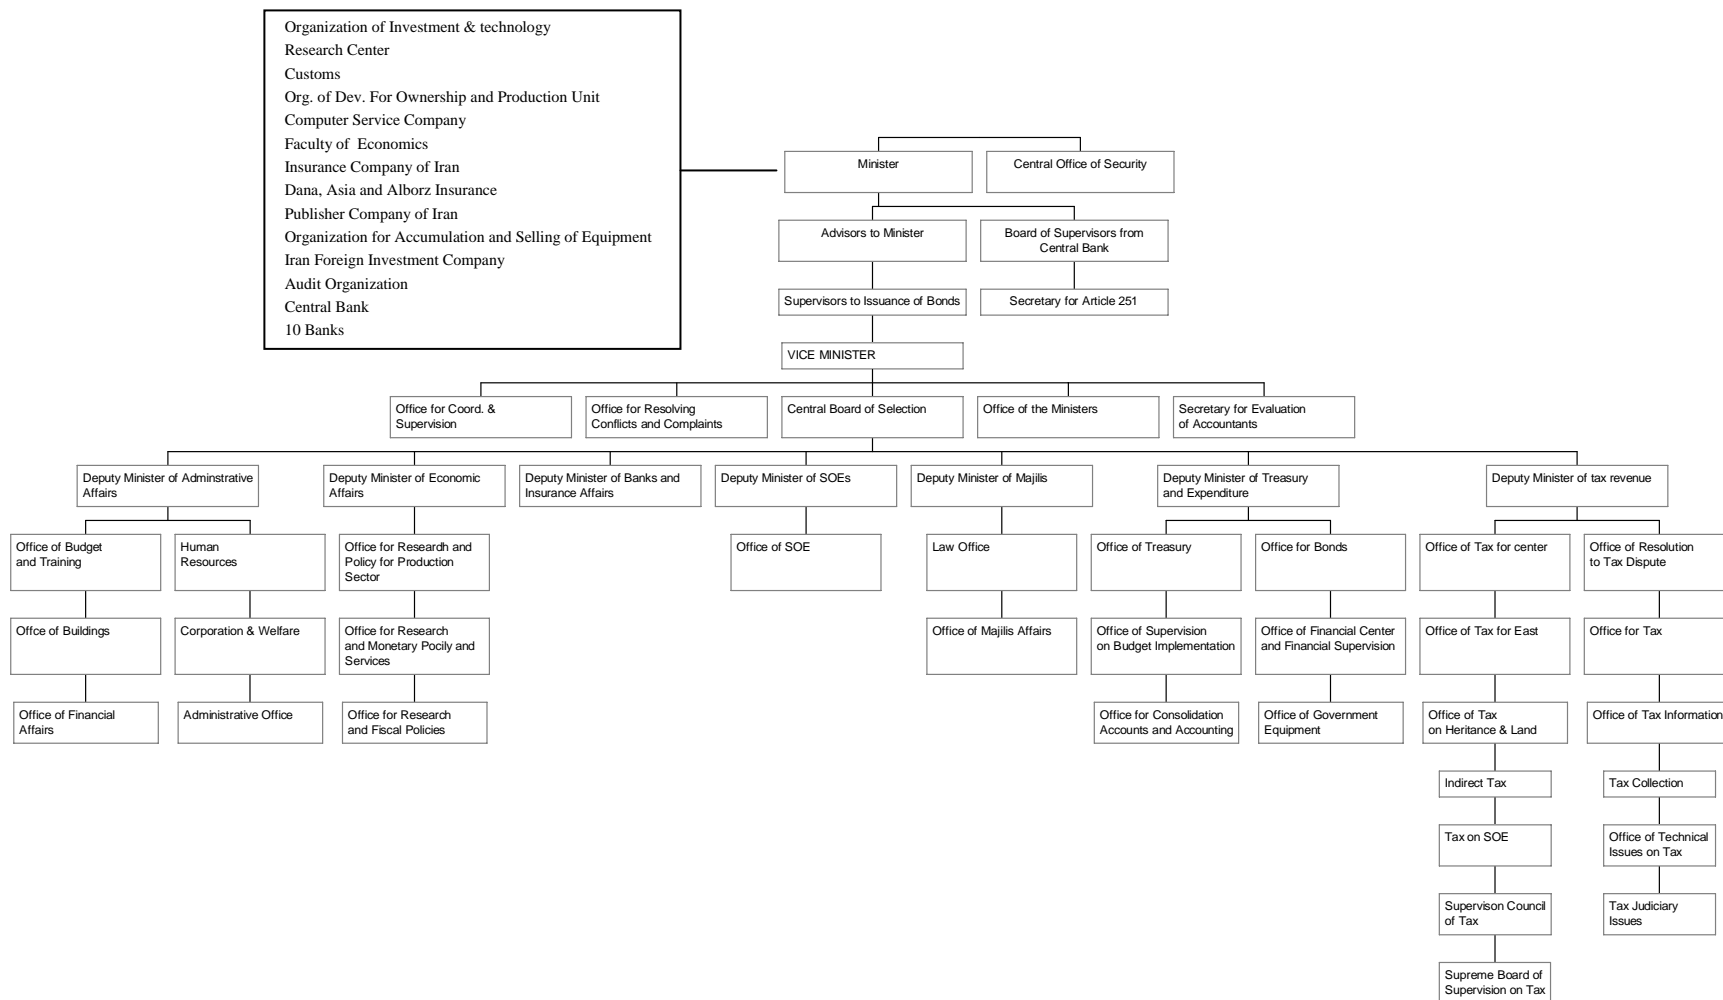 Organization of Investment & technology
Research Center
Customs
Org. of Dev. For Ownership and Production Unit
Computer Service Company
Faculty of Economics
Insurance Company of Iran
Dana, Asia and Alborz Insurance
Publisher Company of Iran
Organization for Accumulation and Selling of Equipment
Iran Foreign Investment Company
Audit Organization
Central Bank
10 Banks
Minister
Central Office of Security
Advisors to Minister
Board of Supervisors from
Central Bank
Supervisors to Issuance of Bonds
Secretary for Article 251
VICE MINISTER
Office for Coord. &
Supervision
Office for Resolving
Conflicts and Complaints
Central Board of Selection
Office of the Ministers
Secretary for Evaluation
of Accountants
Deputy Minister of Adminstrative
Affairs
Deputy Minister of Economic
Affairs
Deputy Minister of Banks and
Insurance Affairs
Deputy Minister of SOEs
Deputy Minister of Majilis
Deputy Minister of Treasury
and Expenditure
Deputy Minister of tax revenue
Office of Budget
and Training
Human
Resources
Office for Researdh and
Policy for Production
Sector
Office of SOE
Law Office
Office of Treasury
Office for Bonds
Office of Tax for center
Office of Resolution
to Tax Dispute
Offce of Buildings
Corporation & Welfare
Office for Research
and Monetary Pocily and
Services
Office of Majilis Affairs
Office of Supervision
on Budget Implementation
Office of Financial Center
and Financial Supervision
Office of Tax for East
Office for Tax
Office of Financial
Affairs
Administrative Office
Office for Research
and Fiscal Policies
Office for Consolidation
Accounts and Accounting
Office of Government
Equipment
Office of Tax
on Heritance & Land
Office of Tax Information
Indirect Tax
Tax Collection
Tax on SOE
Office of Technical
Issues on Tax
Supervison Council
of Tax
Tax Judiciary
Issues
Supreme Board of
Supervision on Tax